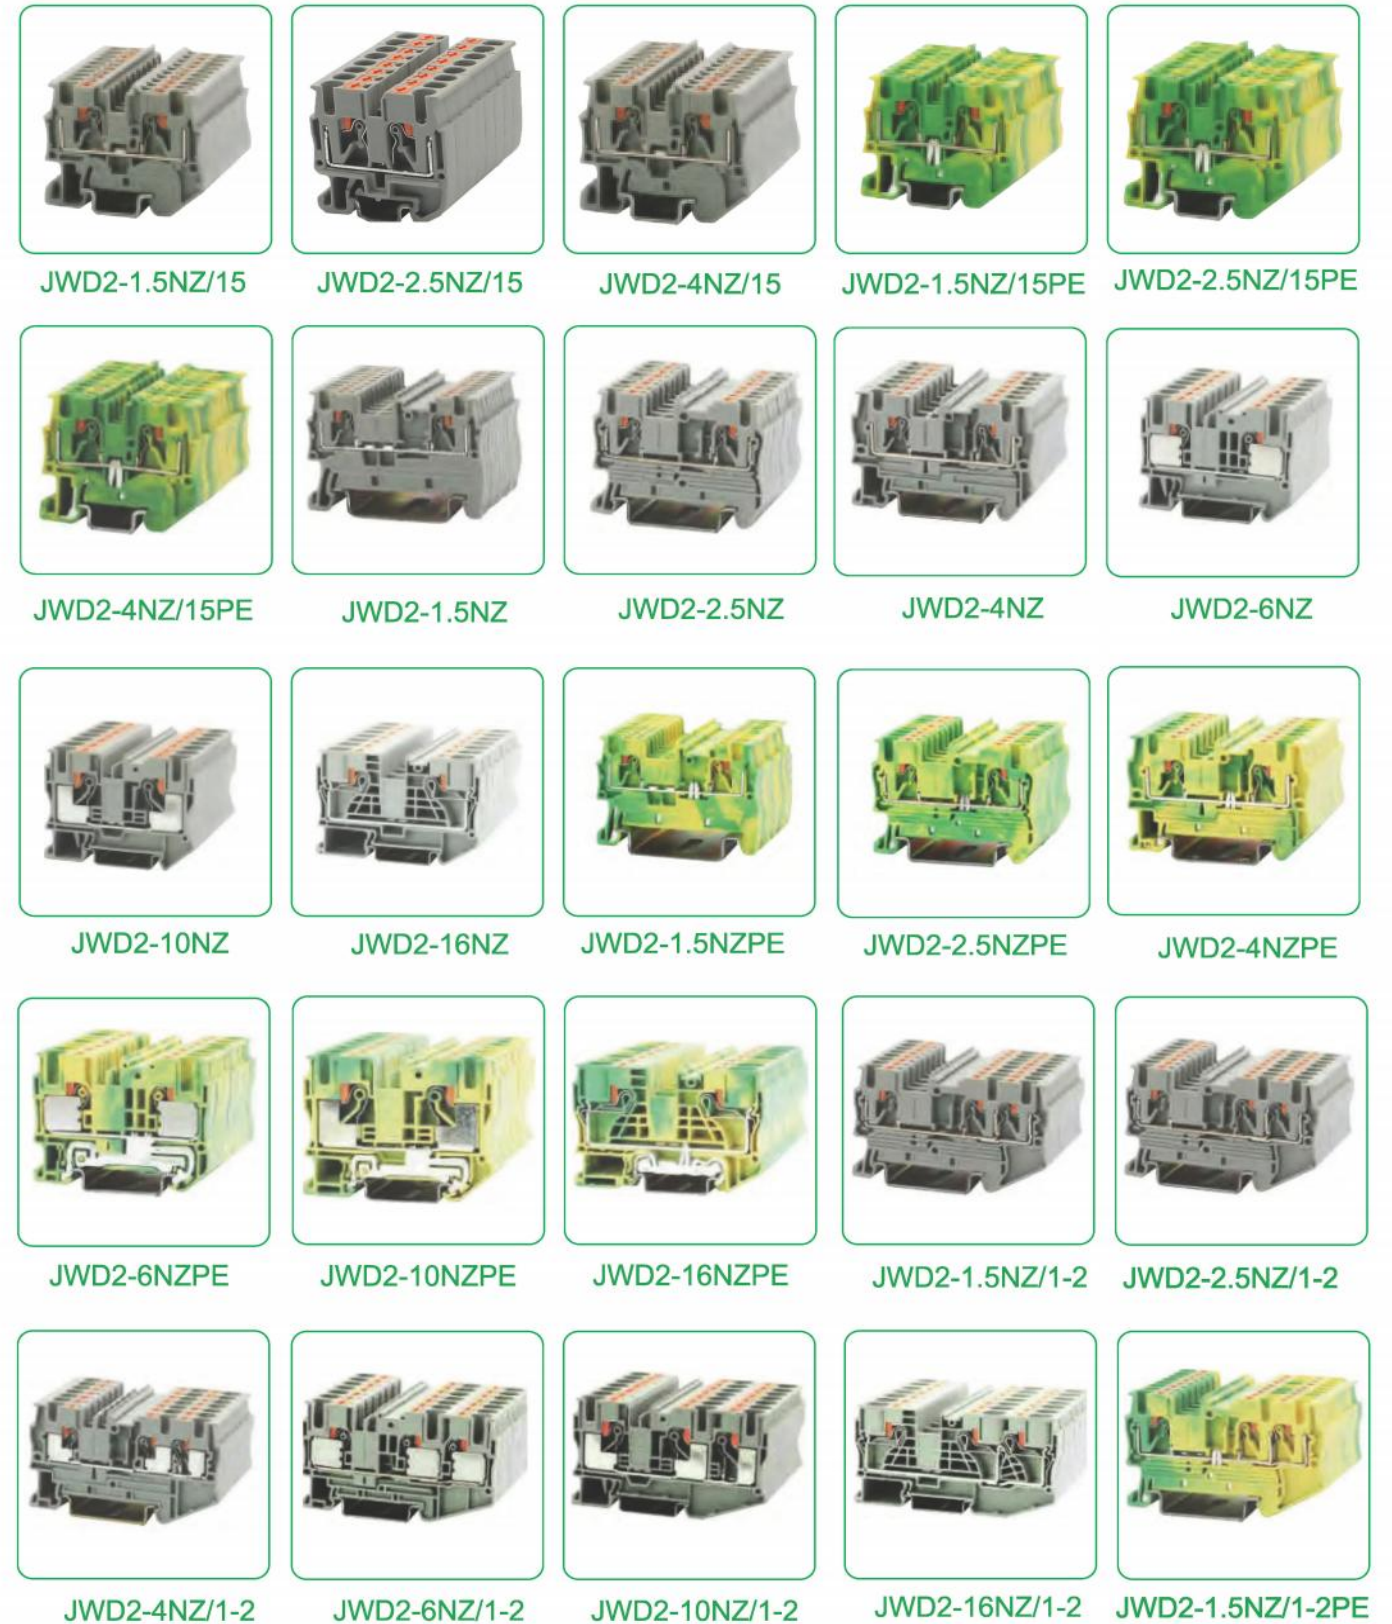 JWD2-1.5NZ/15
JWD2-2.5NZ/15
JWD2-4NZ/15
JWD2-1.5NZ/15PE
JWD2-2.5NZ/15PE
JWD2-4NZ/15PE
JWD2-1.5NZ
JWD2-2.5NZ
JWD2-4NZ
JWD2-6NZ
JWD2-10NZ
JWD2-16NZ
JWD2-1.5NZPE
JWD2-2.5NZPE
JWD2-4NZPE
JWD2-6NZPE
JWD2-10NZPE
JWD2-16NZPE
JWD2-1.5NZ/1-2
JWD2-2.5NZ/1-2
JWD2-4NZ/1-2
JWD2-6NZ/1-2
JWD2-10NZ/1-2
JWD2-16NZ/1-2
JWD2-1.5NZ/1-2PE